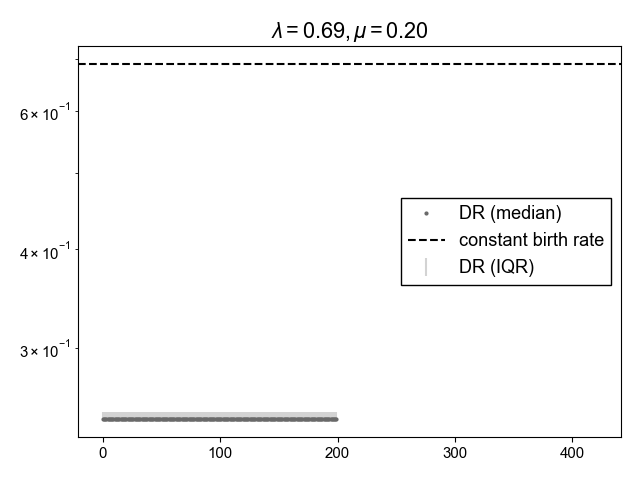 λ = 0.69, μ = 0.20
6 × 10⁻¹
4 × 10⁻¹
3 × 10⁻¹
DR (median)
constant birth rate
DR (IQR)
0 100 200 300 400